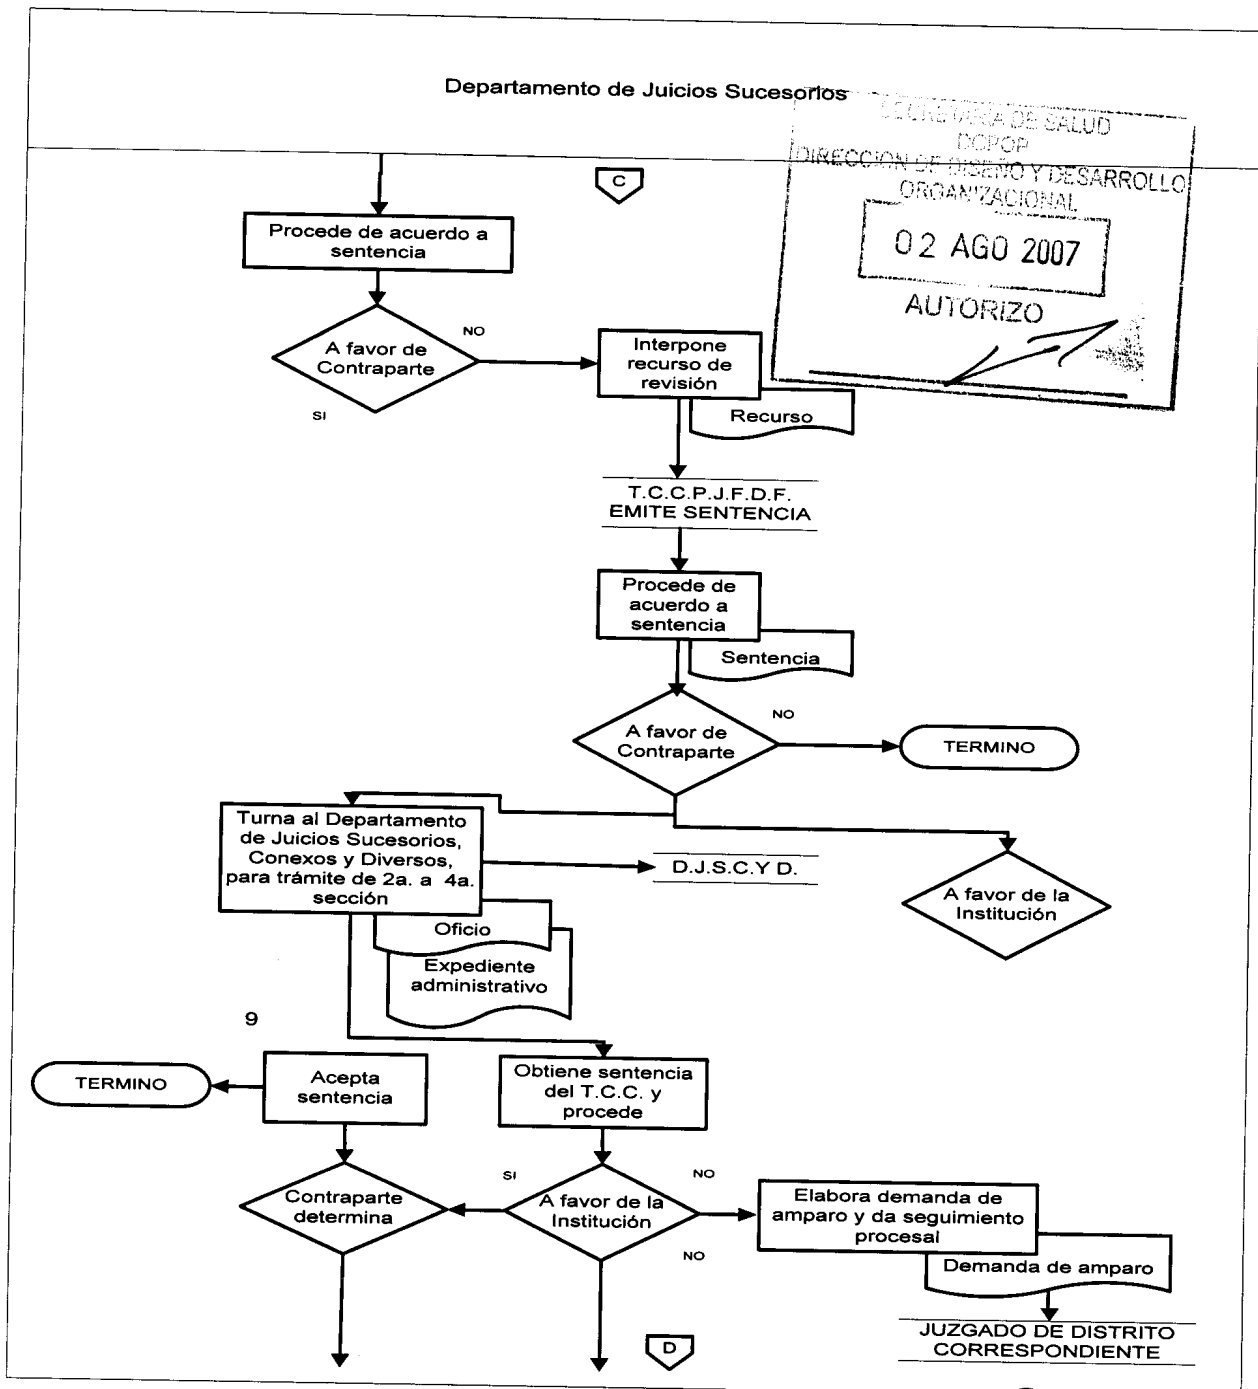 Departamento de Juicios Sucesorios
SECRETARIA DE SALUD
DCPOP
DIRECCION DE DISEÑO Y DESARROLLO
ORGANIZACIONAL
02 AGO 2007
AUTORIZO
C
Procede de acuerdo a
sentencia
A favor de
Contraparte
NO
SI
Interpone
recurso de
revisión
Recurso
T.C.C.P.J.F.D.F.
EMITE SENTENCIA
Procede de
acuerdo a
sentencia
Sentencia
A favor de
Contraparte
NO
TERMINO
Turna al Departamento
de Juicios Sucesorios,
Conexos y Diversos,
para trámite de 2a. a 4a.
sección
D.J.S.C.Y D.
A favor de la
Institución
Oficio
Expediente
administrativo
9
TERMINO
Acepta
sentencia
Obtiene sentencia
del T.C.C. y
procede
Contraparte
determina
SI
A favor de la
Institución
NO
NO
Elabora demanda de
amparo y da seguimiento
procesal
Demanda de amparo
JUZGADO DE DISTRITO
CORRESPONDIENTE
D